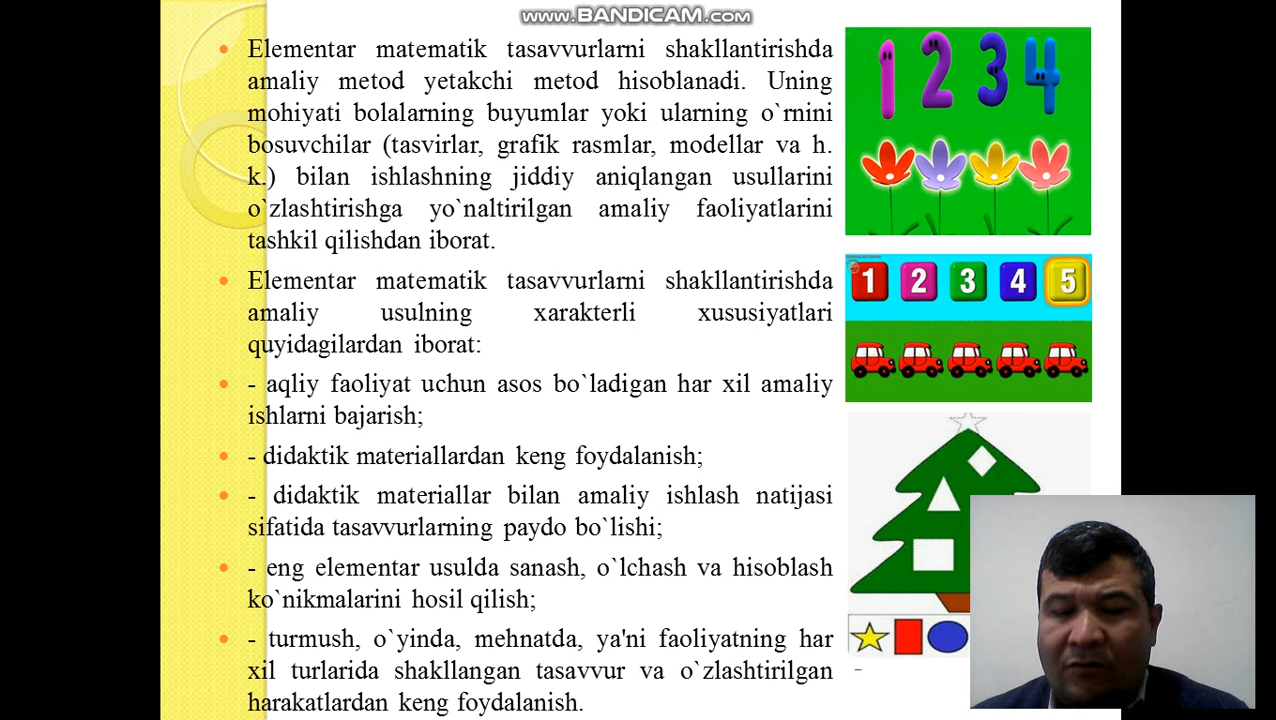 www.BANDICAM.com
• Elementar matematik tasavvurlarni shakllantirishda
amaliy metod yetakchi metod hisoblanadi. Uning
mohiyati bolalarning buyumlar yoki ularning o`rnini
bosuvchilar (tasvirlar, grafik rasmlar, modellar va h.
k.) bilan ishlashning jiddiy aniqlangan usullarini
o`zlashtirishga yo`naltirilgan amaliy faoliyatlarini
tashkil qilishdan iborat.
• Elementar matematik tasavvurlarni shakllantirishda
amaliy usulning xarakterli xususiyatlari
quyidagilardan iborat:
• - aqliy faoliyat uchun asos bo`ladigan har xil amaliy
ishlarni bajarish;
• - didaktik materiallardan keng foydalanish;
• - didaktik materiallar bilan amaliy ishlash natijasi
sifatida tasavvurlarning paydo bo`lishi;
• - eng elementar usulda sanash, o`lchash va hisoblash
ko`nikmalarini hosil qilish;
• - turmush, o`yinda, mehnatda, ya'ni faoliyatning har
xil turlarida shakllangan tasavvur va o`zlashtirilgan
harakatlardan keng foydalanish.
1 2 3 4
1 2 3 4 5